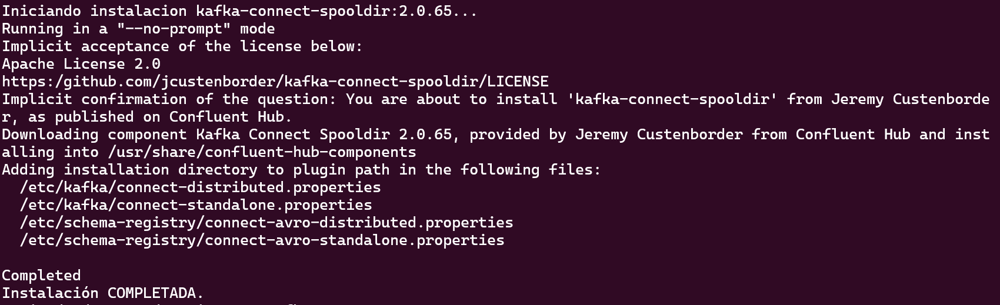 Iniciando instalacion kafka-connect-spooldir:2.0.65...
Running in a "--no-prompt" mode
Implicit acceptance of the license below:
Apache License 2.0
https:/github.com/jcustenborder/kafka-connect-spooldir/LICENSE
Implicit confirmation of the question: You are about to install 'kafka-connect-spooldir' from Jeremy Custenborde
r, as published on Confluent Hub.
Downloading component Kafka Connect Spooldir 2.0.65, provided by Jeremy Custenborder from Confluent Hub and inst
alling into /usr/share/confluent-hub-components
Adding installation directory to plugin path in the following files:
  /etc/kafka/connect-distributed.properties
  /etc/kafka/connect-standalone.properties
  /etc/schema-registry/connect-avro-distributed.properties
  /etc/schema-registry/connect-avro-standalone.properties

Completed
Instalación COMPLETADA.